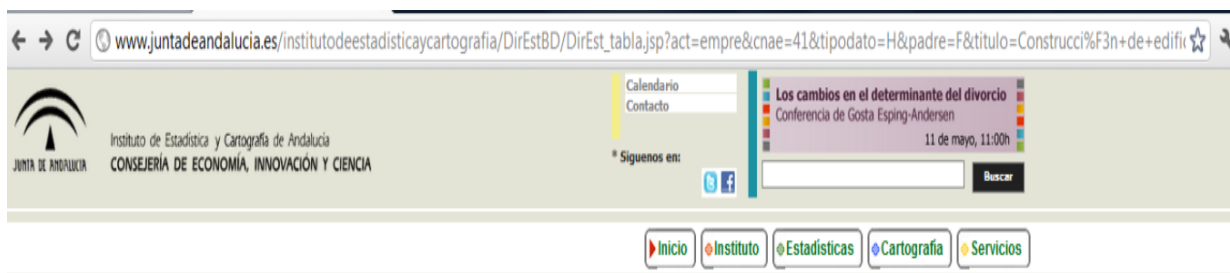 www.juntadeandalucia.es/institutodeestadisticaycartografia/DirEstBD/DirEst_tabla.jsp?act=empre&cnae=41&tipodato=H&padre=F&titulo=Construcci%F3n+de+edific
Calendario
Contacto
* Siguenos en:
Los cambios en el determinante del divorcio
Conferencia de Gosta Esping-Andersen
11 de mayo, 11:00h
Buscar
JUNTA DE ANDALUCIA
Instituto de Estadística y Cartografía de Andalucia
CONSEJERÍA DE ECONOMÍA, INNOVACIÓN Y CIENCIA
Inicio
Instituto
Estadísticas
Cartografía
Servicios